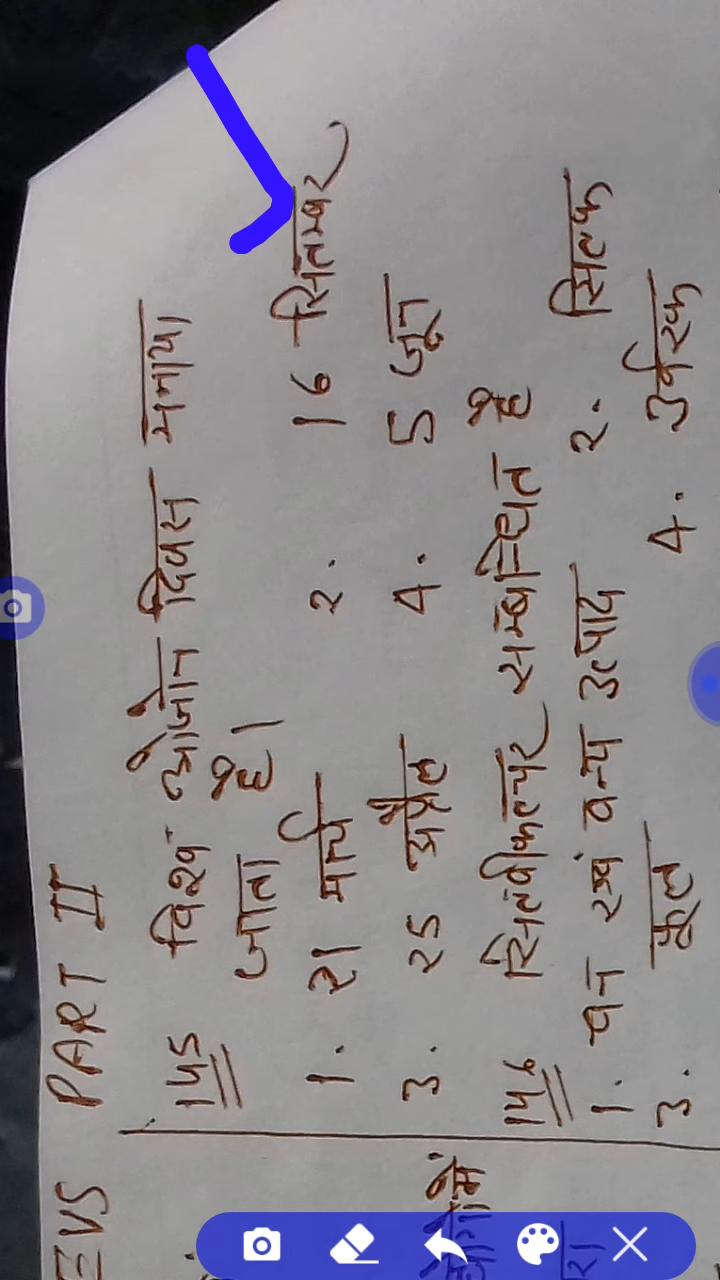 EVS PART II
145 विश्व ओजोन दिवस मनाया
जाता है।
1. 21 मार्च 2. 16 सितम्बर
3. 25 अप्रैल 4. 5 जून
146 सिल्वीकल्चर सम्बन्धित है
1. वन एवं वन्य उत्पाद 2. सिल्क
3. फूल 4. उर्वरक